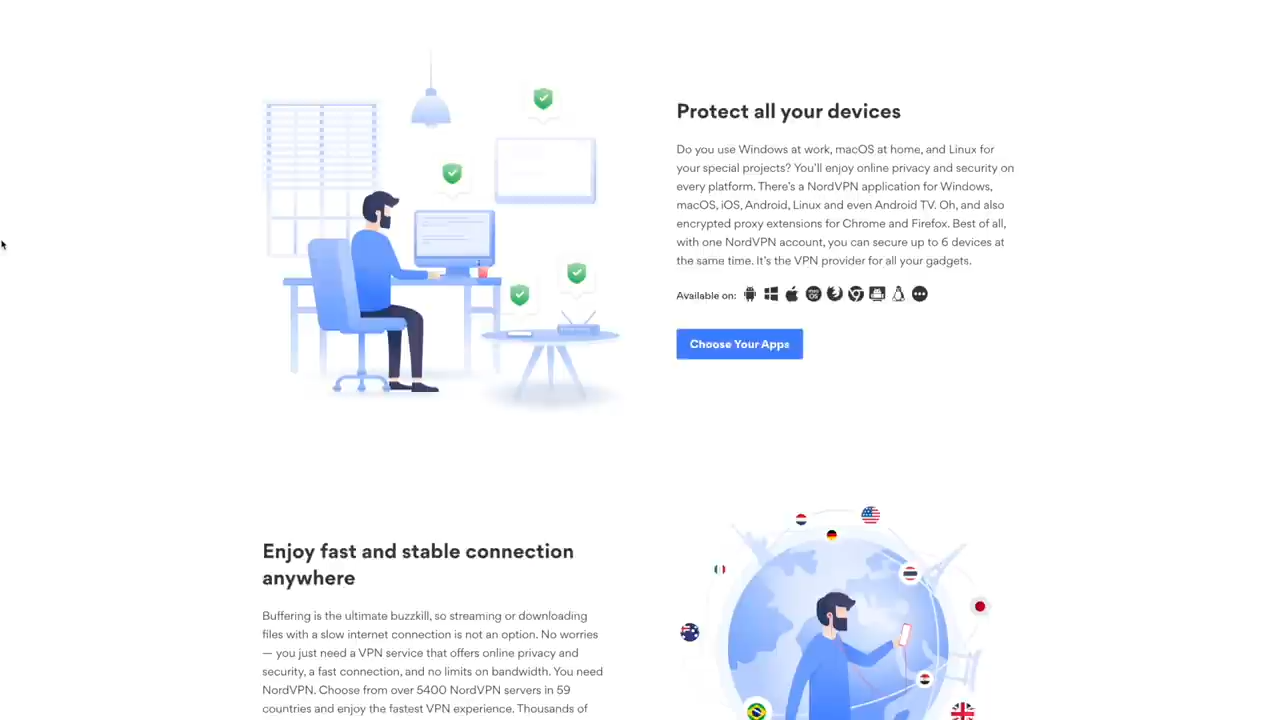 Protect all your devices
Do you use Windows at work, macOS at home, and Linux for
your special projects? You'll enjoy online privacy and security on
every platform. There's a NordVPN application for Windows,
macOS, iOS, Android, Linux and even Android TV. Oh, and also
encrypted proxy extensions for Chrome and Firefox. Best of all,
with one NordVPN account, you can secure up to 6 devices at
the same time. It's the VPN provider for all your gadgets.
Available on:
Choose Your Apps
Enjoy fast and stable connection
anywhere
Buffering is the ultimate buzzkill, so streaming or downloading
files with a slow internet connection is not an option. No worries
— you just need a VPN service that offers online privacy and
security, a fast connection, and no limits on bandwidth. You need
NordVPN. Choose from over 5400 NordVPN servers in 59
countries and enjoy the fastest VPN experience. Thousands of